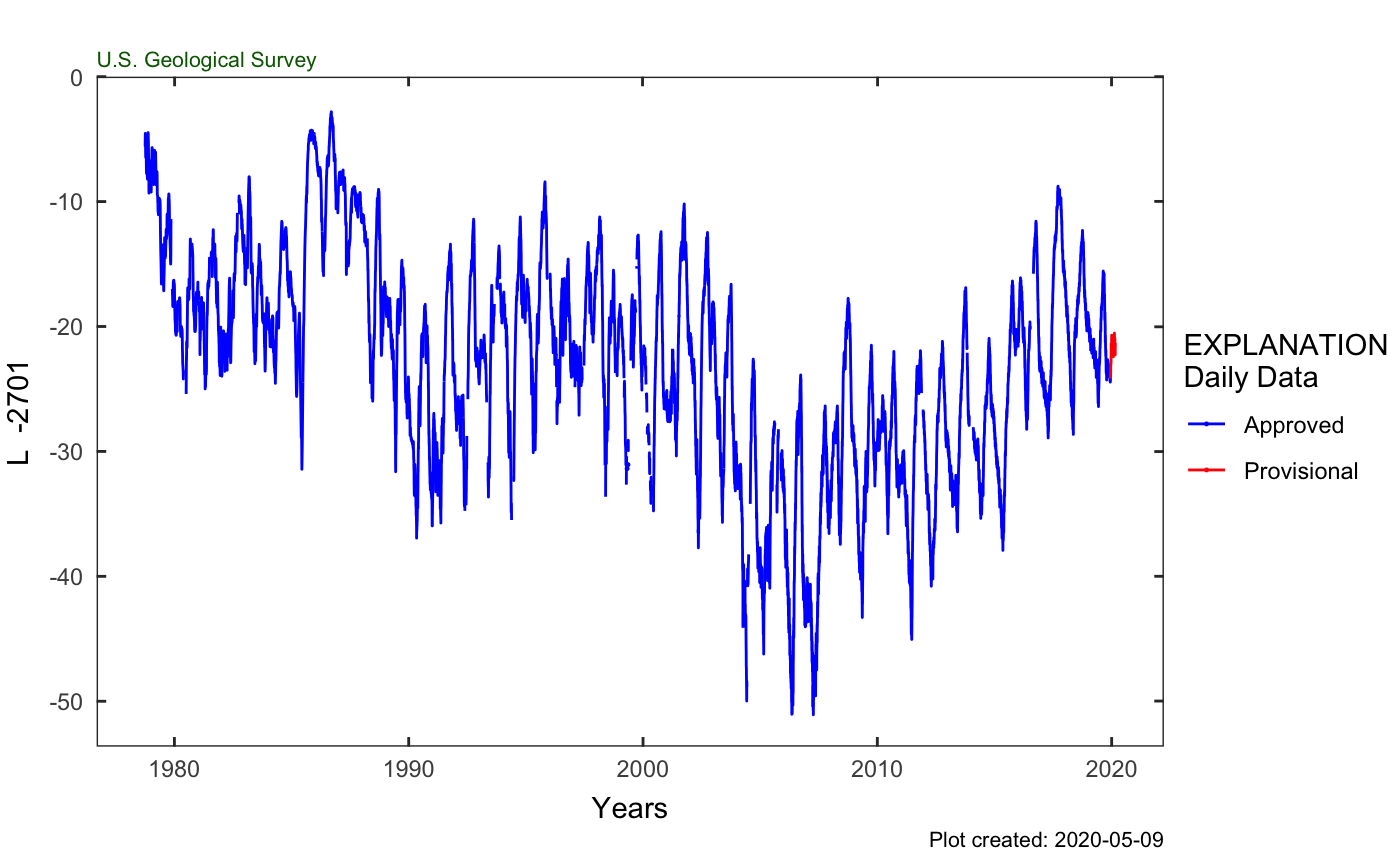 U.S. Geological Survey
0
-10
-20
-30
-40
-50
L -2701
1980
1990
2000
2010
2020
Years
EXPLANATION
Daily Data
Approved
Provisional
Plot created: 2020-05-09